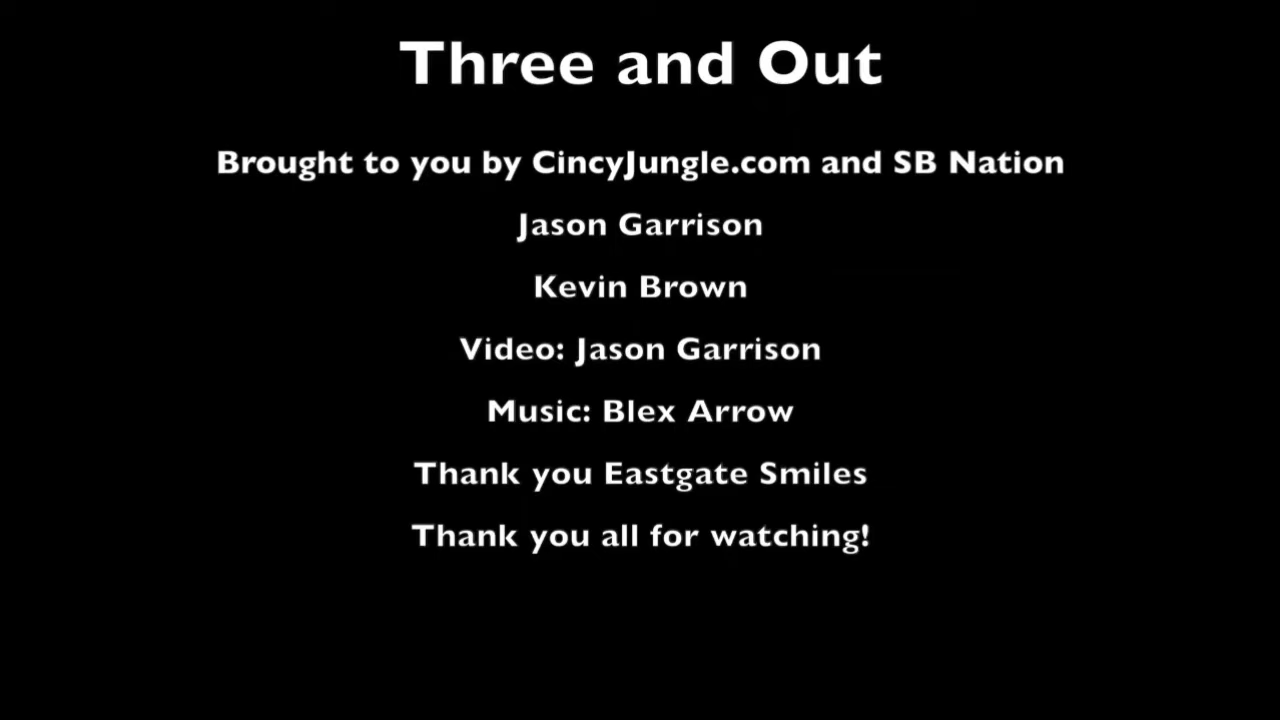 Three and Out
Brought to you by CincyJungle.com and SB Nation
Jason Garrison
Kevin Brown
Video: Jason Garrison
Music: Blex Arrow
Thank you Eastgate Smiles
Thank you all for watching!